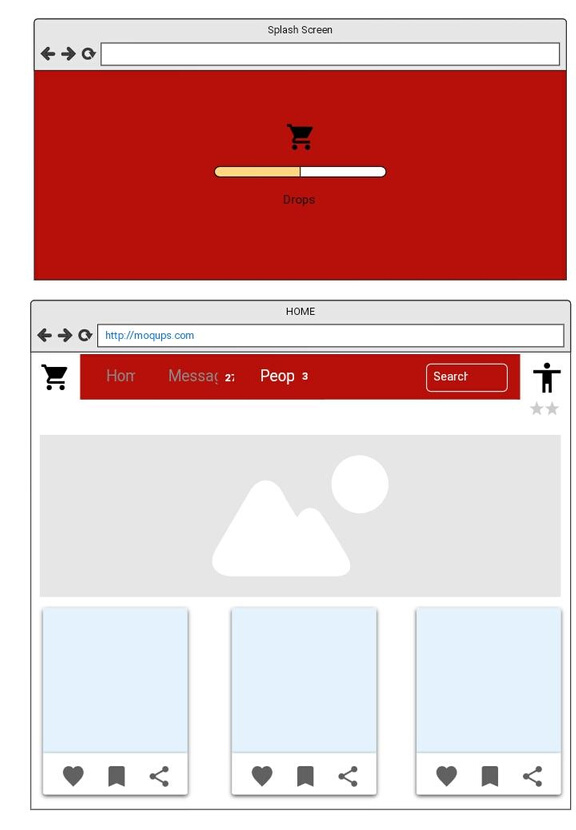 Splash Screen
Drops
HOME
http://moqups.com
Hom Messag 27 Peop 3 Search